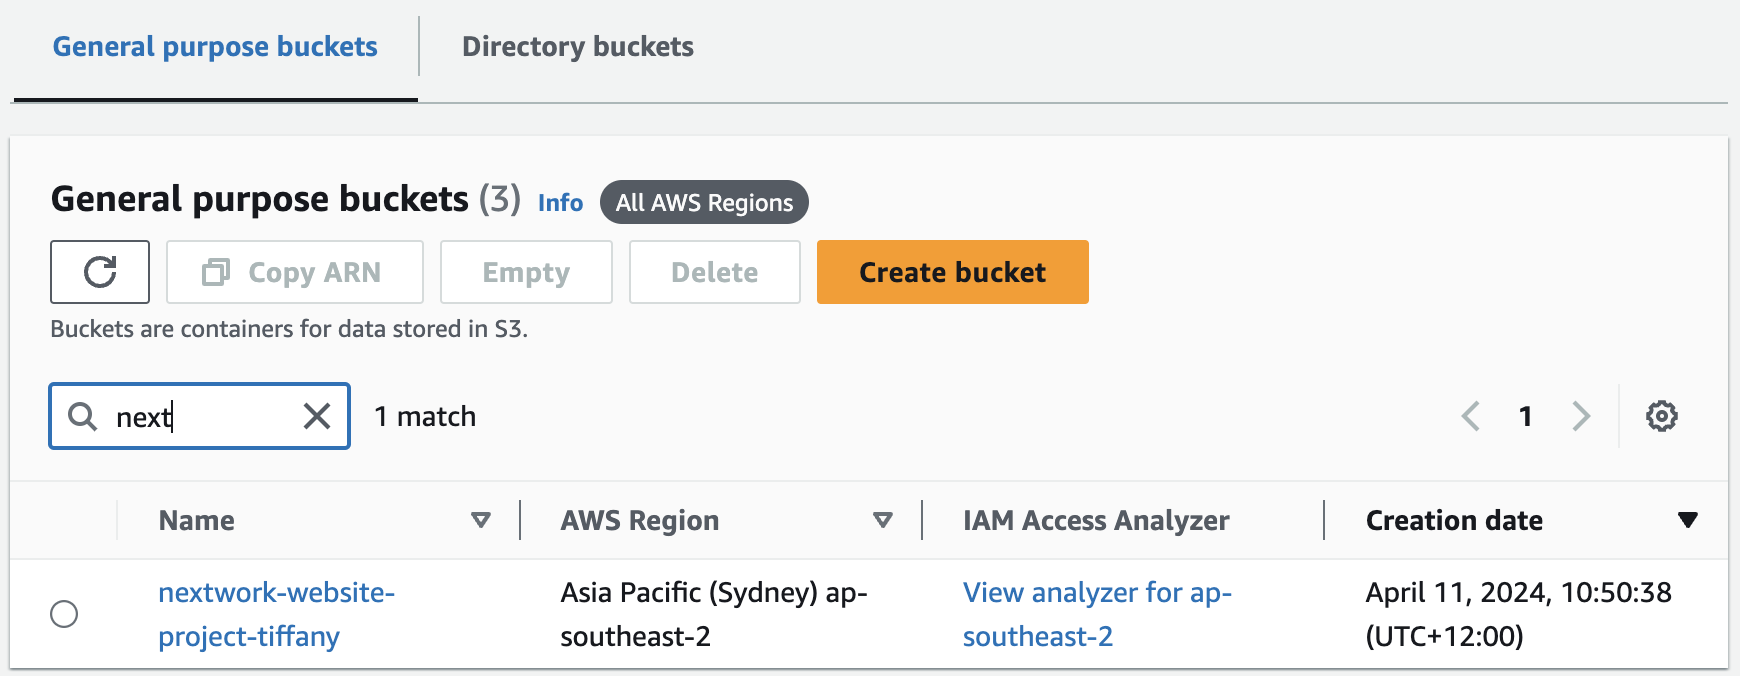 General purpose buckets
Directory buckets
General purpose buckets (3) Info All AWS Regions
Copy ARN Empty Delete Create bucket
Buckets are containers for data stored in S3.
next 1 match 1
Name AWS Region IAM Access Analyzer Creation date
nextwork-website-
project-tiffany
Asia Pacific (Sydney) ap-
southeast-2
View analyzer for ap-
southeast-2
April 11, 2024, 10:50:38
(UTC+12:00)